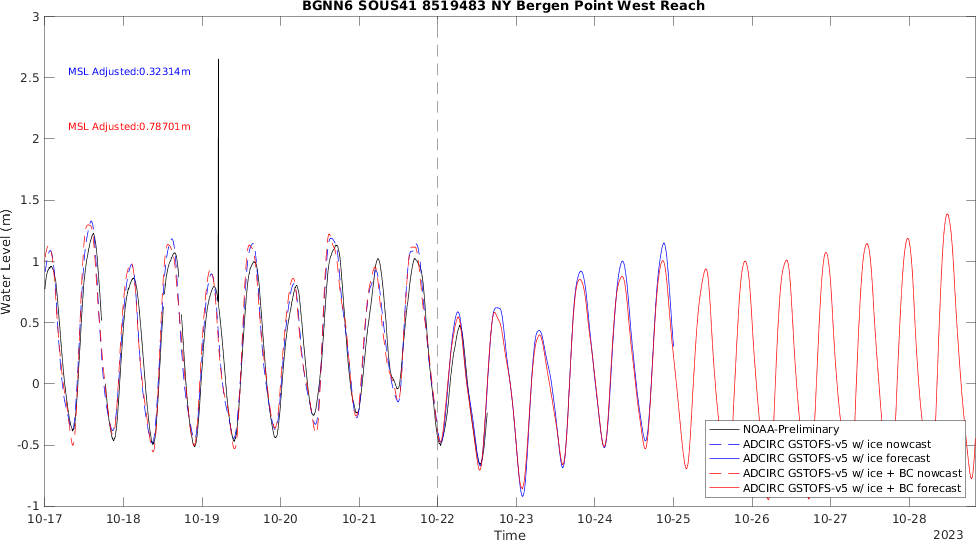 BGNN6 SOUS41 8519483 NY Bergen Point West Reach
3
2.5
2
1.5
1
0.5
0
-0.5
-1
Water Level (m)
MSL Adjusted:0.32314m
MSL Adjusted:0.78701m
NOAA-Preliminary
ADCIRC GSTOFS-v5 w/ ice nowcast
ADCIRC GSTOFS-v5 w/ ice forecast
ADCIRC GSTOFS-v5 w/ ice + BC nowcast
ADCIRC GSTOFS-v5 w/ ice + BC forecast
10-17 10-18 10-19 10-20 10-21 10-22 10-23 10-24 10-25 10-26 10-27 10-28
Time
2023